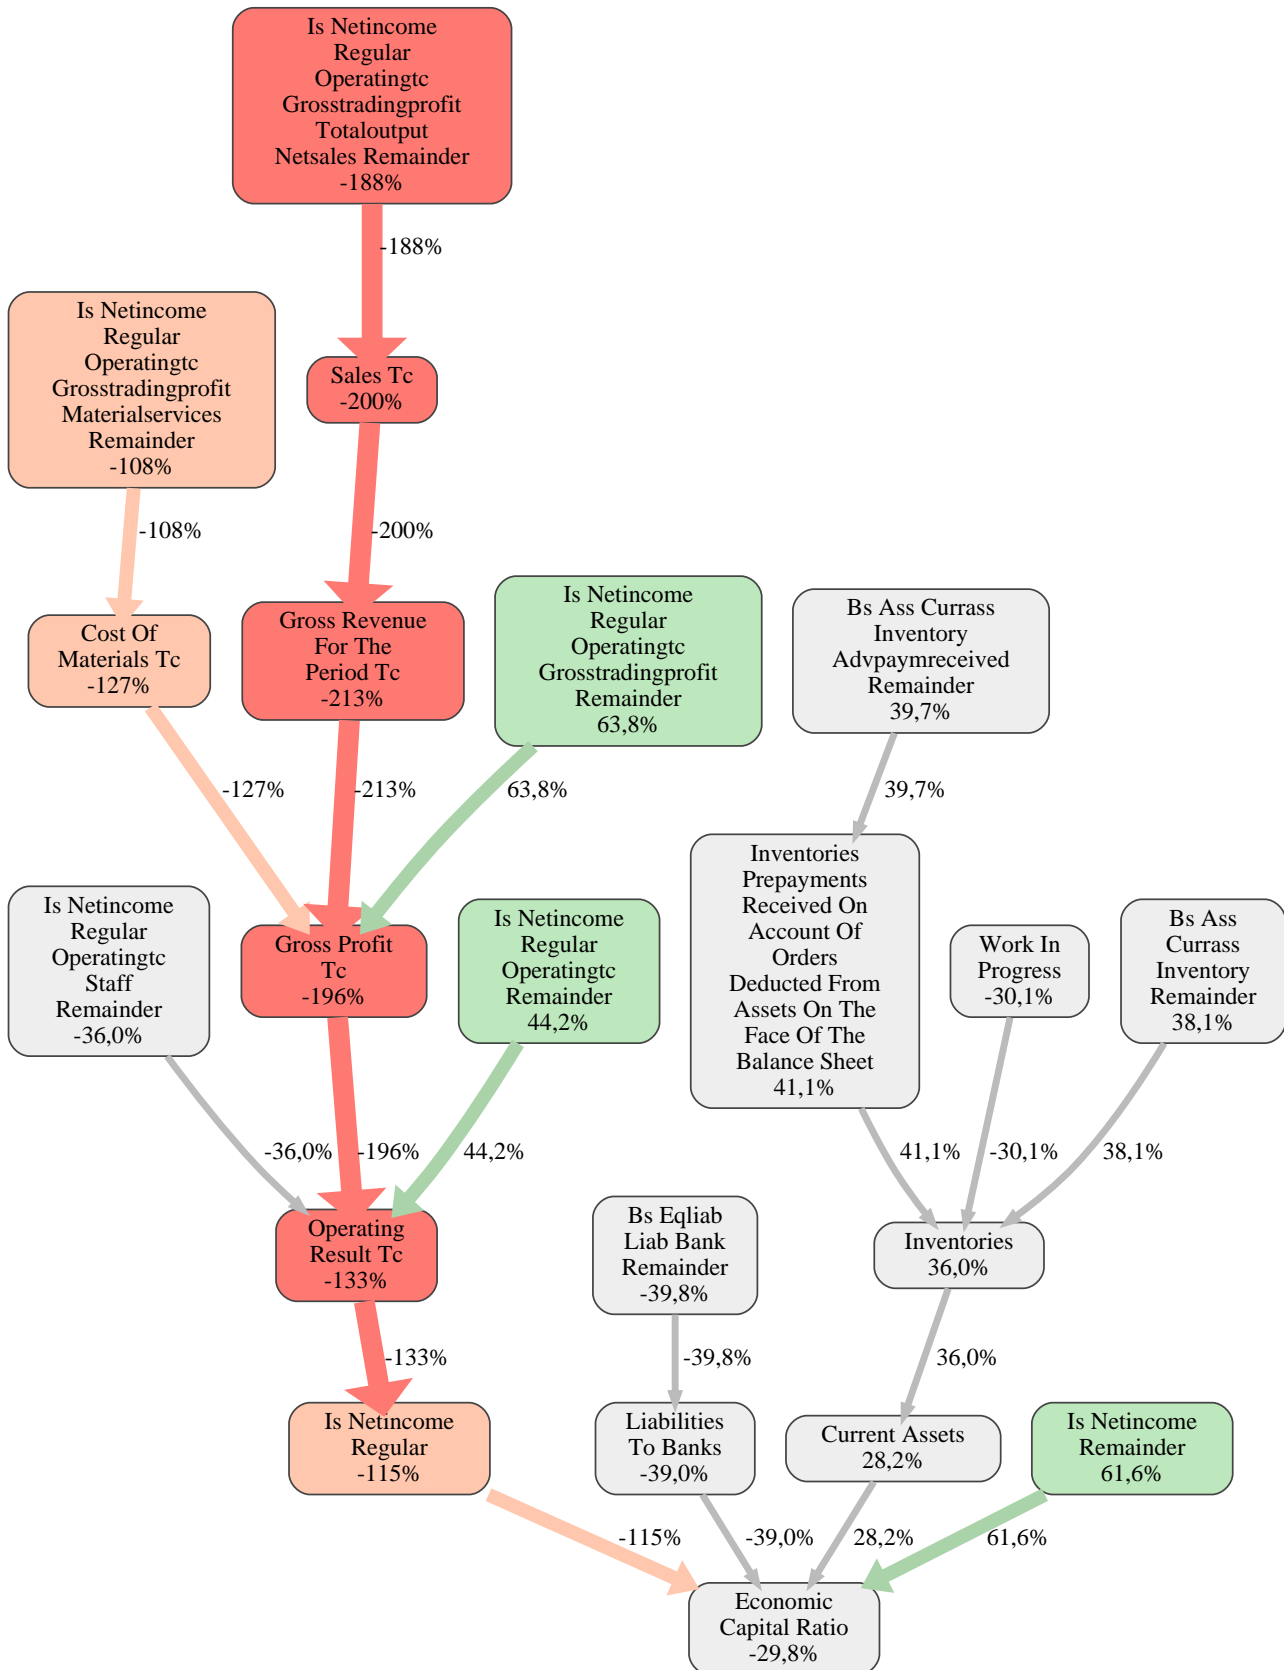 Is Netincome
Regular
Operatingtc
Grosstradingprofit
Totaloutput
Netsales Remainder
-188%
-188%
Is Netincome
Regular
Operatingtc
Grosstradingprofit
Materialservices
Remainder
-108%
Sales Tc
-200%
-108%
-200%
Cost Of
Materials Tc
-127%
Gross Revenue
For The
Period Tc
-213%
Is Netincome
Regular
Operatingtc
Grosstradingprofit
Remainder
63,8%
Bs Ass Currass
Inventory
Advpaymreceived
Remainder
39,7%
-127%
-213%
63,8%
39,7%
Is Netincome
Regular
Operatingtc
Staff
Remainder
-36,0%
Gross Profit
Tc
-196%
Is Netincome
Regular
Operatingtc
Remainder
44,2%
Inventories
Prepayments
Received On
Account Of
Orders
Deducted From
Assets On The
Face Of The
Balance Sheet
41,1%
Work In
Progress
-30,1%
Bs Ass
Currass
Inventory
Remainder
38,1%
-36,0%
-196%
44,2%
41,1%
-30,1%
38,1%
Operating
Result Tc
-133%
Bs Eqliab
Liab Bank
Remainder
-39,8%
Inventories
36,0%
-133%
-39,8%
36,0%
Is Netincome
Regular
-115%
Liabilities
To Banks
-39,0%
Current Assets
28,2%
Is Netincome
Remainder
61,6%
-115%
-39,0%
28,2%
61,6%
Economic
Capital Ratio
-29,8%